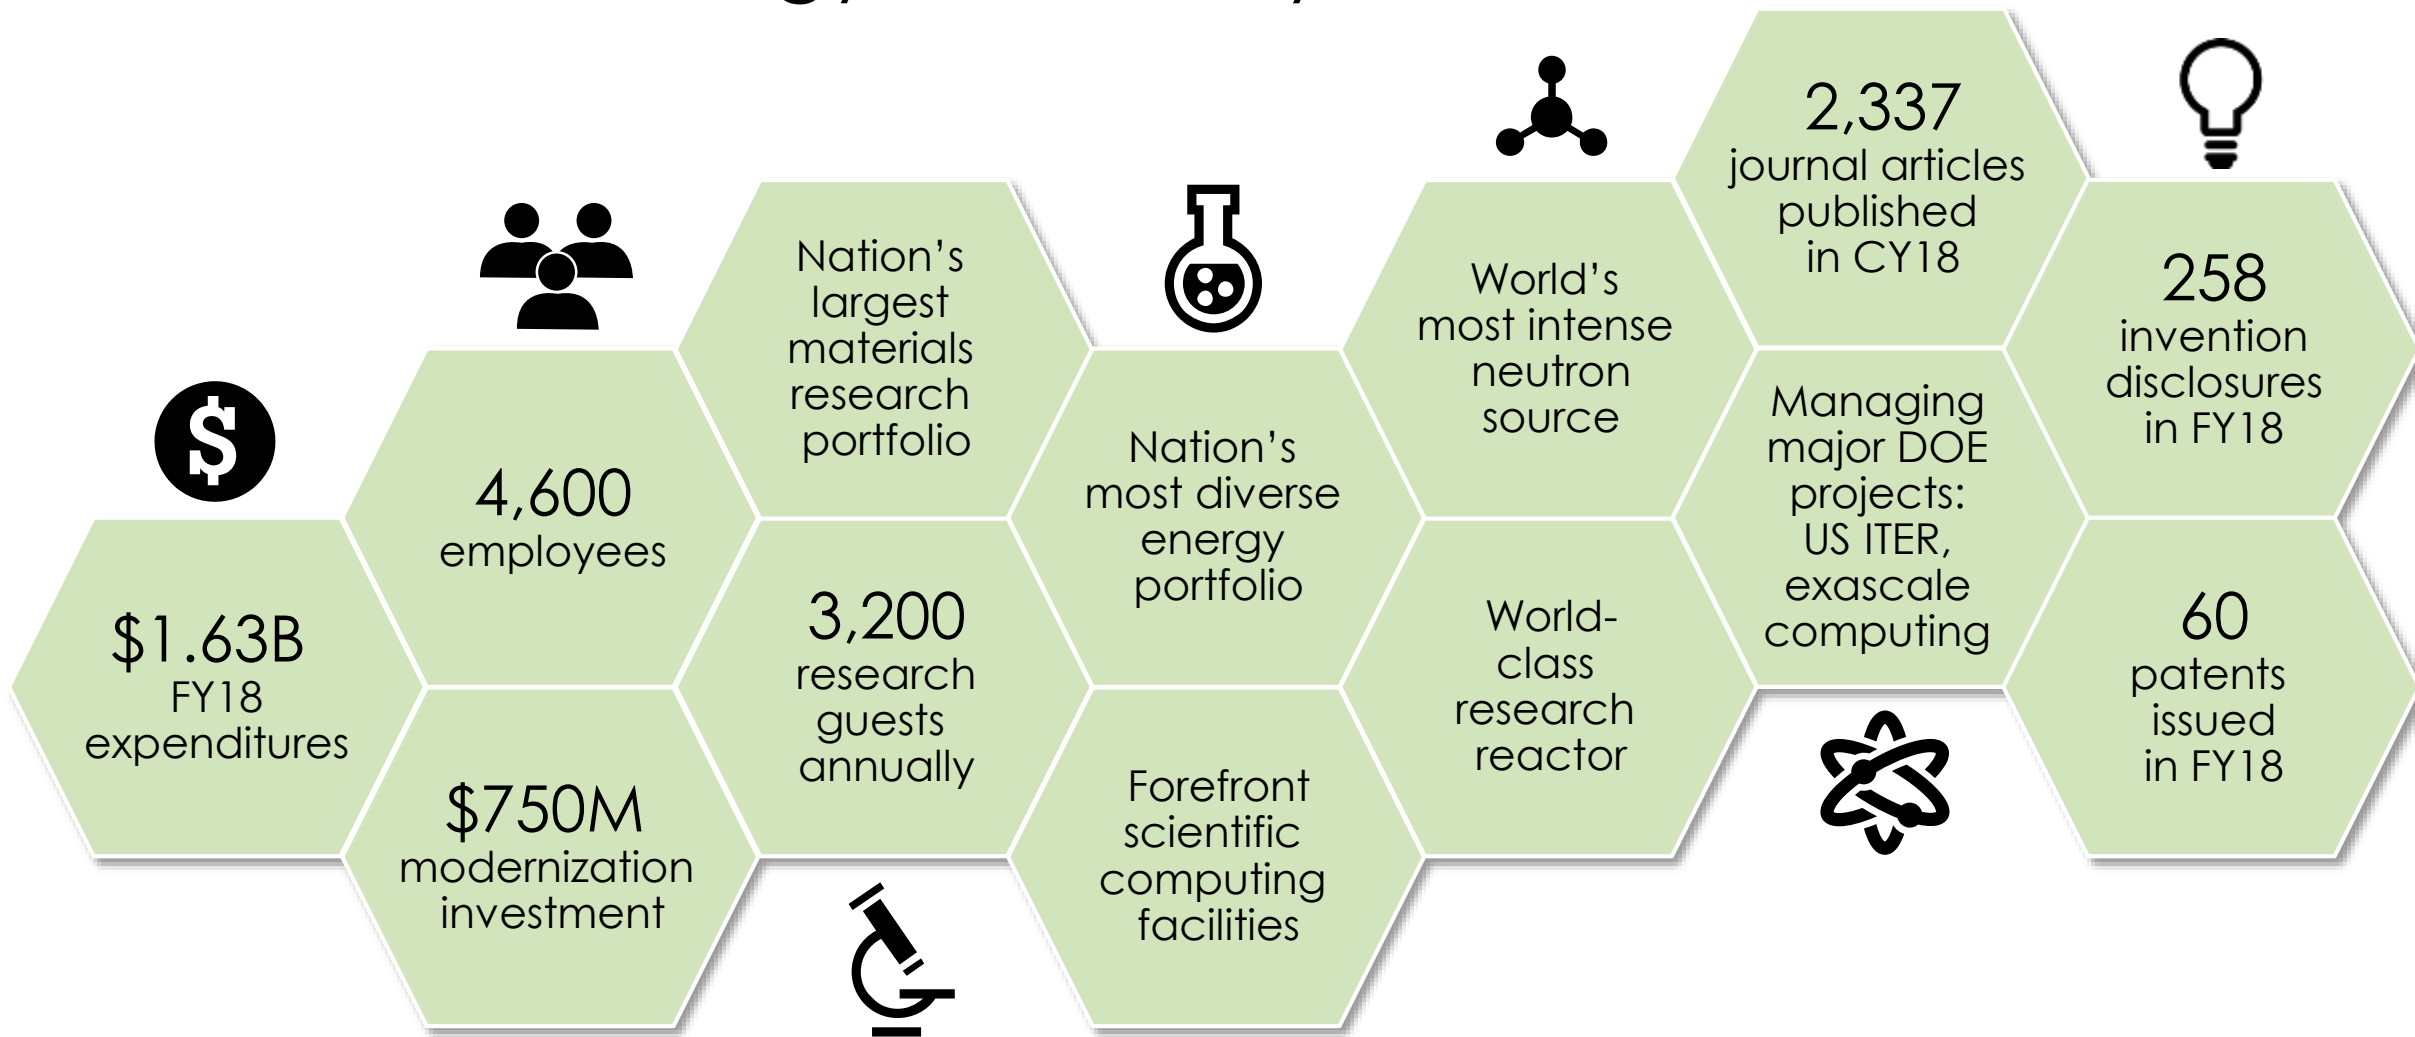 $1.63B
FY18
expenditures
4,600
employees
$750M
modernization
investment
Nation’s
largest
materials
research
portfolio
3,200
research
guests
annually
Nation’s
most diverse
energy
portfolio
Forefront
scientific
computing
facilities
World’s
most intense
neutron
source
World-
class
research
reactor
2,337
journal articles
published
in CY18
Managing
major DOE
projects:
US ITER,
exascale
computing
258
invention
disclosures
in FY18
60
patents
issued
in FY18